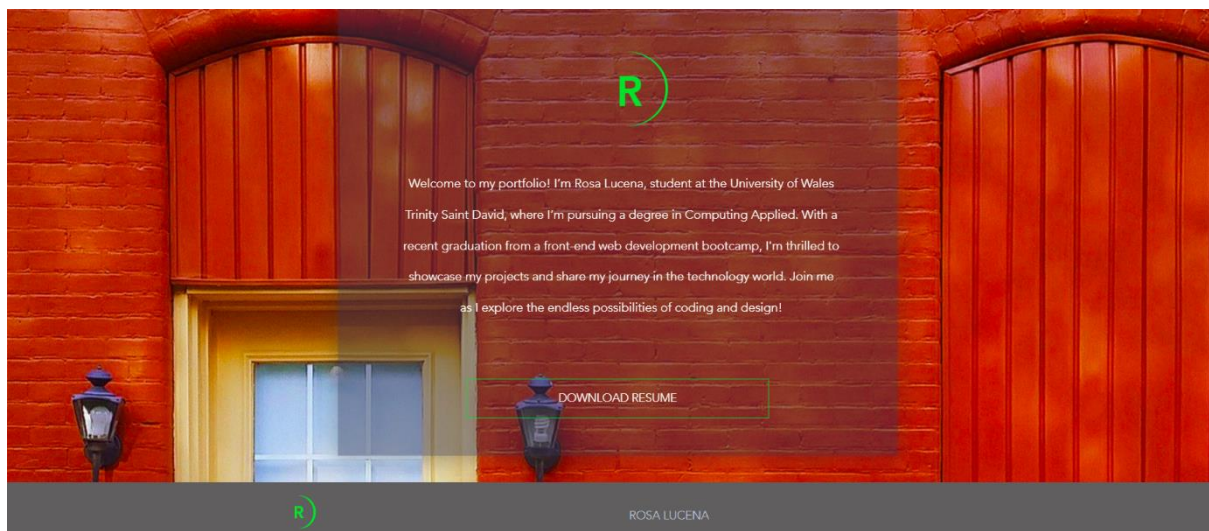 R
Welcome to my portfolio! I'm Rosa Lucena, student at the University of Wales
Trinity Saint David, where I'm pursuing a degree in Computing Applied. With a
recent graduation from a front-end web development bootcamp, I'm thrilled to
showcase my projects and share my journey in the technology world. Join me
as I explore the endless possibilities of coding and design!
DOWNLOAD RESUME
R
ROSA LUCENA